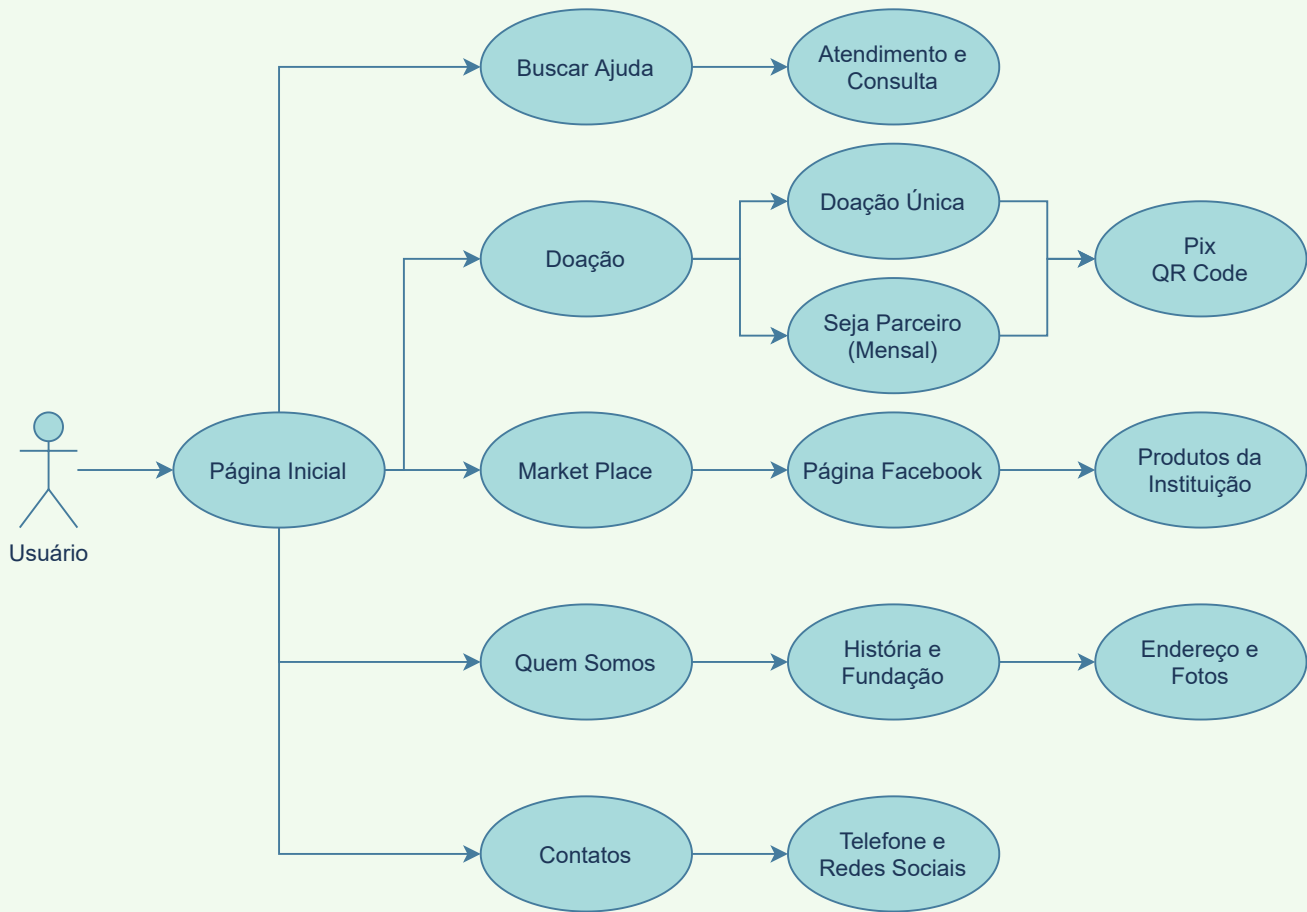 Buscar Ajuda
Atendimento e
Consulta
Doação
Doação Única
Seja Parceiro
(Mensal)
Pix
QR Code
Usuário
Página Inicial
Market Place
Página Facebook
Produtos da
Instituição
Quem Somos
História e
Fundação
Endereço e
Fotos
Contatos
Telefone e
Redes Sociais